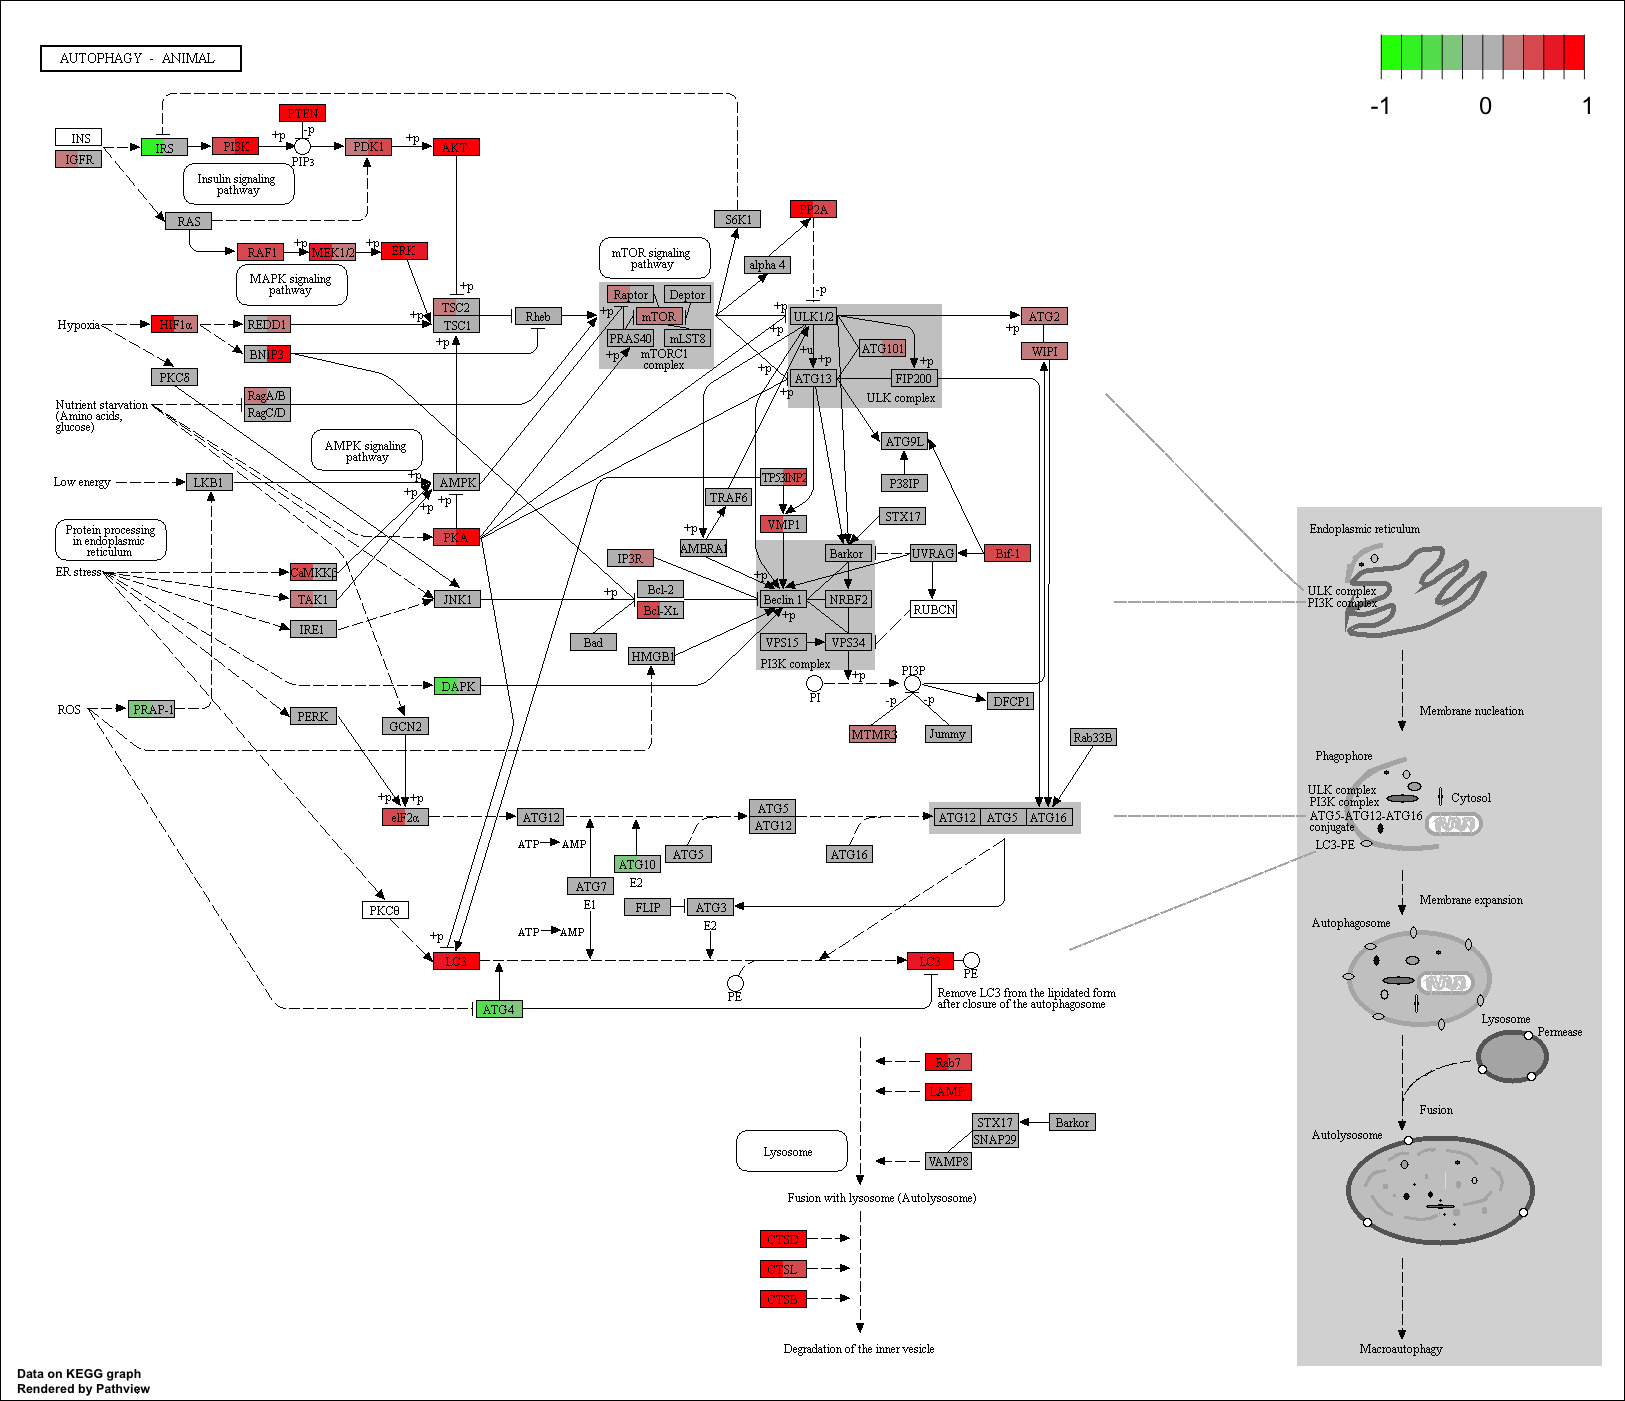 AUTOPHAGY - ANIMAL
-1 0 1
PTEN
+p -p +p
INS
IGFR
IRS
PI3K
PIP3
PDK1
AKT
Insulin signaling
pathway
RAS
S6K1
PP2A
RAF1
+p
MEK1/2
+p
ERK
mTOR signaling
pathway
alpha 4
MAPK signaling
pathway
+p
-p
Raptor
Deptor
+p
mTOR
PRAS40
mLST8
+p
mTORC1
complex
TSC2
TSC1
+p
+p
Rheb
Hypoxia
HIF1α
REDD1
BNIP3
PKCδ
+p
+p
ULK1/2
+u
+p
ATG101
+p
ATG13
FIP200
+p
+p
ULK complex
ATG2
+p
WIPI
Nutrient starvation
(Amino acids,
glucose)
RagA/B
RagC/D
AMPK signaling
pathway
ATG9L
P38IP
Low energy
LKB1
+p
+p
+p
AMPK
TP53INP2
TRAF6
STX17
VMP1
Protein processing
in endoplasmic
reticulum
PKA
+p
AMBRA1
Barkor
UVRAG
Bif-1
ER stress
CaMKKβ
TAK1
IRE1
JNK1
IP3R
+p
Bcl-2
Bcl-XL
Bad
HMGB1
+p
Beclin 1
+p
NRBF2
RUBCN
VPS15
VPS34
PI3K complex
+p
DAPK
PI
PI3P
DFCP1
-p
-p
MTMR3
Jummy
ROS
PRAP-1
PERK
GCN2
Rab33B
+p
+p
eIF2α
ATG12
ATG5
ATG12
ATG12
ATG5
ATG16
ATP
AMP
ATG10
E2
ATG5
ATG16
ATG7
E1
PKCθ
FLIP
ATG3
E2
ATP
AMP
+p
LC3
LC3
PE
PE
ATG4
Remove LC3 from the lipidated form
after closure of the autophagosome
Rab7
LAMP
STX17
SNAP29
Barkor
VAMP8
Lysosome
Fusion with lysosome (Autolysosome)
CTSD
CTSL
CTSB
Degradation of the inner vesicle
Endoplasmic reticulum
ULK complex
PI3K complex
Membrane nucleation
Phagophore
ULK complex
PI3K complex
Cytosol
ATG5-ATG12-ATG16
conjugate
LC3-PE
Membrane expansion
Autophagosome
Lysosome
Permease
Fusion
Autolysosome
Macroautophagy
Data on KEGG graph
Rendered by Pathview